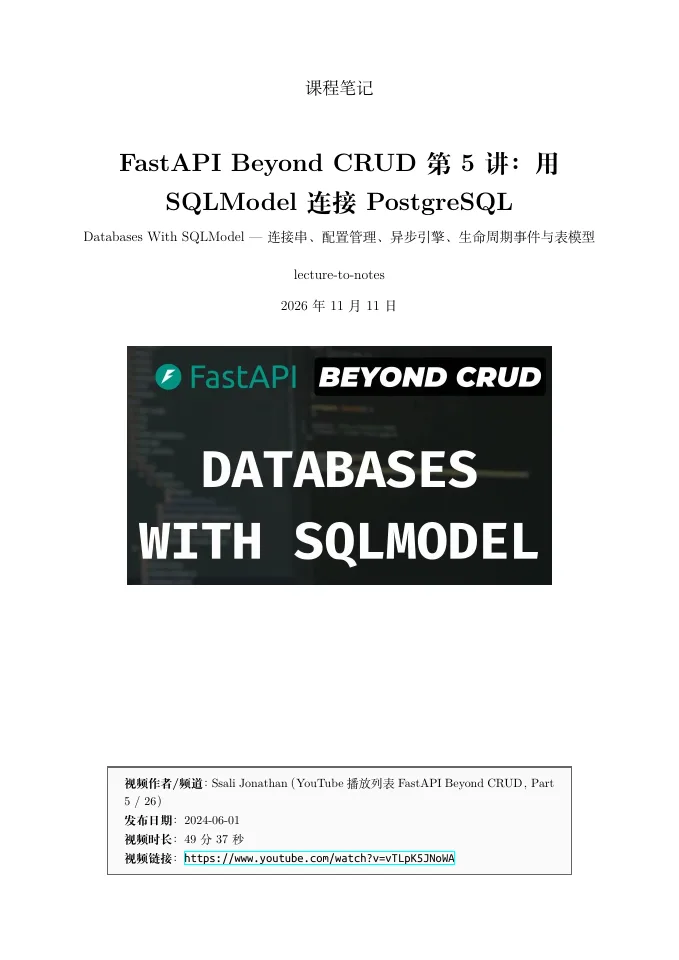 课程笔记
FastAPI Beyond CRUD 第 5 讲：用
SQLModel 连接 PostgreSQL
Databases With SQLModel — 连接串、配置管理、异步引擎、生命周期事件与表模型
lecture-to-notes
2026 年 11 月 11 日
FastAPI BEYOND CRUD
DATABASES
WITH SQLMODEL
视频作者/频道：Ssali Jonathan (YouTube 播放列表 FastAPI Beyond CRUD, Part
5 / 26)
发布日期：2024-06-01
视频时长：49 分 37 秒
视频链接：https://www.youtube.com/watch?v=vTLpK5JNoWA